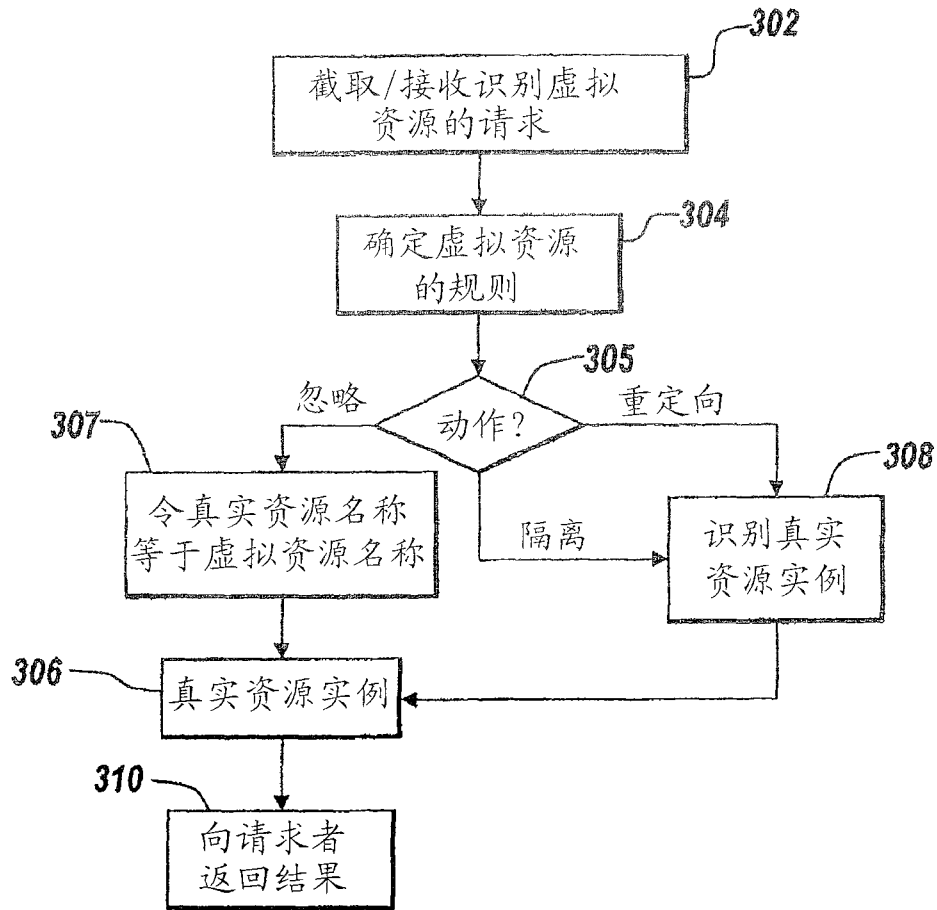 302
截取/接收识别虚拟
资源的请求
304
确定虚拟资源
的规则
305
动作?
忽略
重定向
307
令真实资源名称
等于虚拟资源名称
隔离
308
识别真实
资源实例
306
真实资源实例
310
向请求者
返回结果